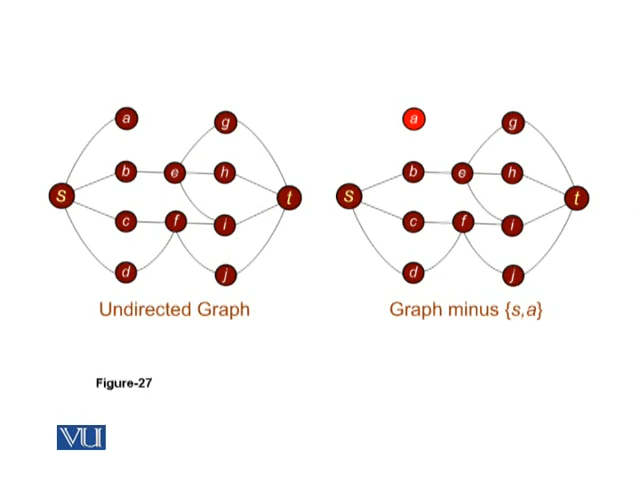 a
g
b
e
h
s
t
c
f
i
d
j
Undirected Graph
a
g
b
e
h
s
t
c
f
i
d
j
Graph minus {s,a}
Figure-27
VU